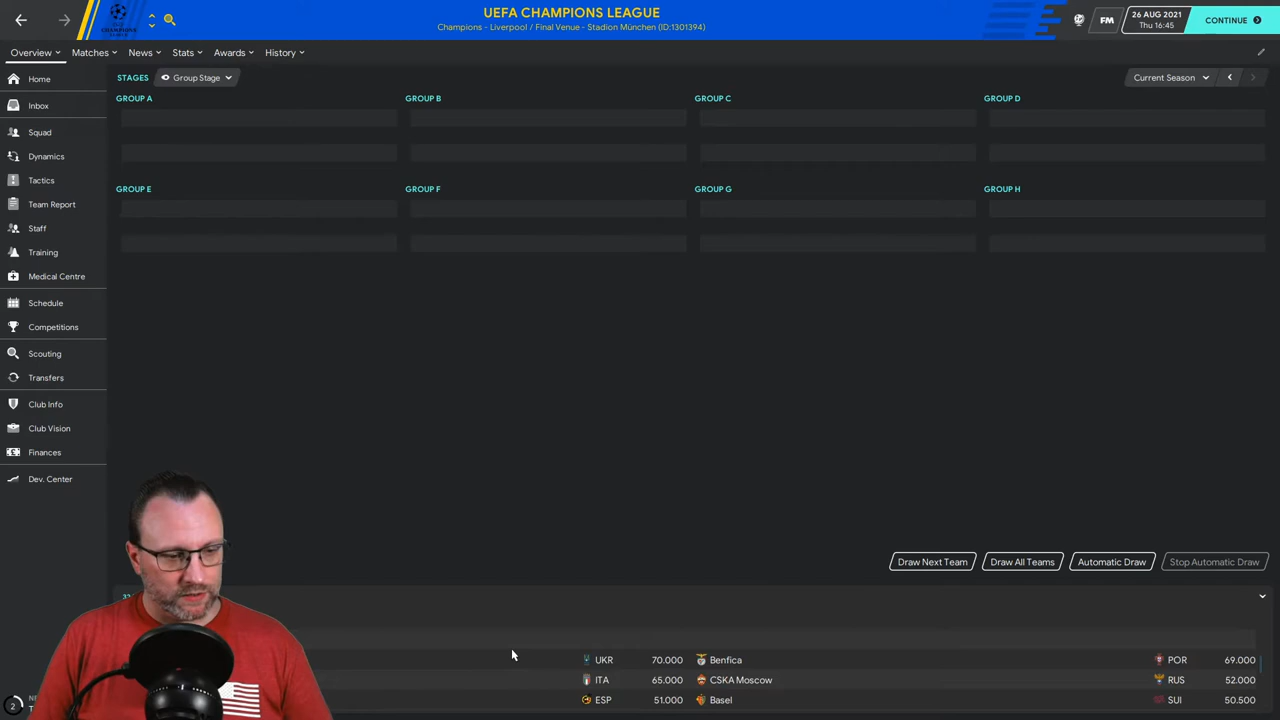 UEFA CHAMPIONS LEAGUE
Champions - Liverpool / Final Venue - Stadion München (ID:1301394)
FM
26 AUG 2021
Thu 16:45
CONTINUE
Overview
Matches
News
Stats
Awards
History
Home
Inbox
Squad
Dynamics
Tactics
Team Report
Staff
Training
Medical Centre
Schedule
Competitions
Scouting
Transfers
Club Info
Club Vision
Finances
Dev. Center
STAGES
Group Stage
Current Season
GROUP A
GROUP B
GROUP C
GROUP D
GROUP E
GROUP F
GROUP G
GROUP H
Draw Next Team
Draw All Teams
Automatic Draw
Stop Automatic Draw
UKR 70.000 Benfica POR 69.000
ITA 65.000 CSKA Moscow RUS 52.000
ESP 51.000 Basel SUI 50.500
2